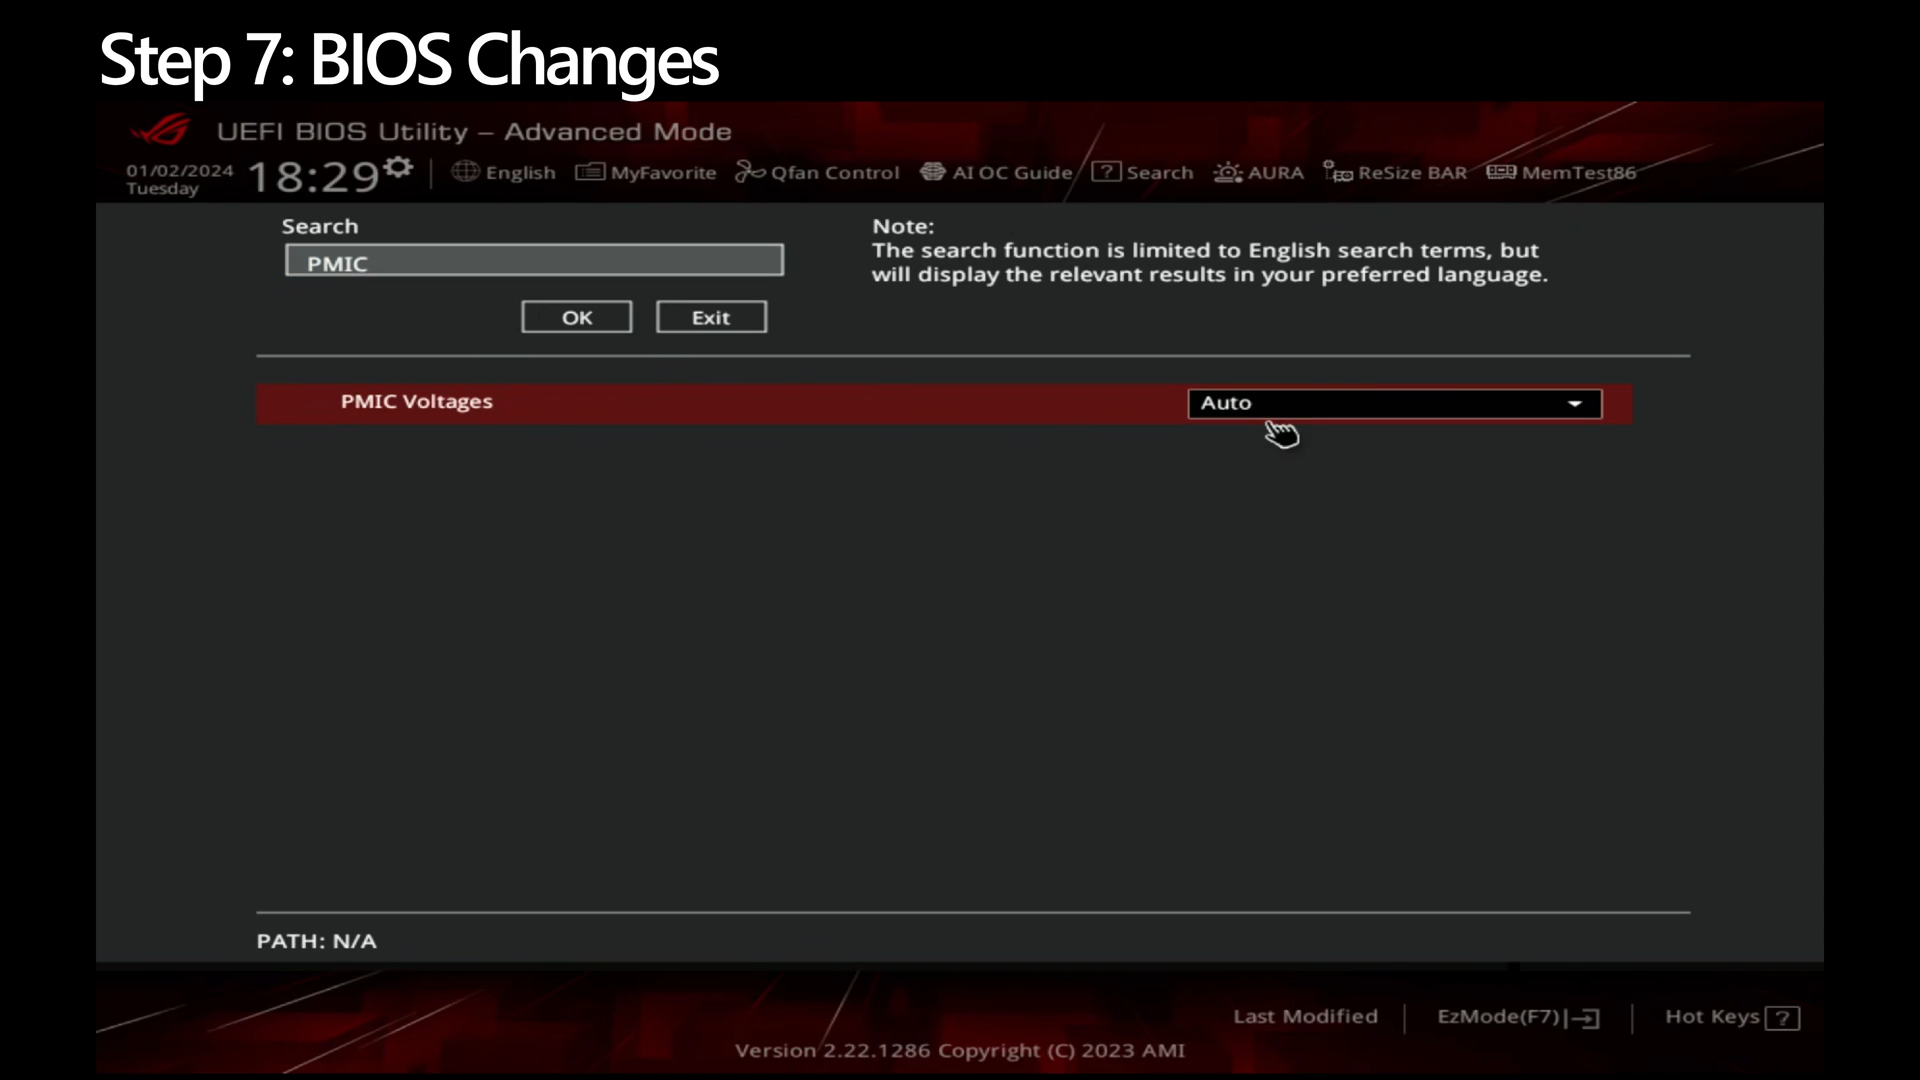 Step 7: BIOS Changes
UEFI BIOS Utility – Advanced Mode
01/02/2024
Tuesday
18:29
English
MyFavorite
Qfan Control
AI OC Guide
? Search
AURA
ReSize BAR
MemTest86
Search
PMIC
OK
Exit
Note:
The search function is limited to English search terms, but
will display the relevant results in your preferred language.
PMIC Voltages
Auto
PATH: N/A
Last Modified
EzMode(F7)
Hot Keys ?
Version 2.22.1286 Copyright (C) 2023 AMI